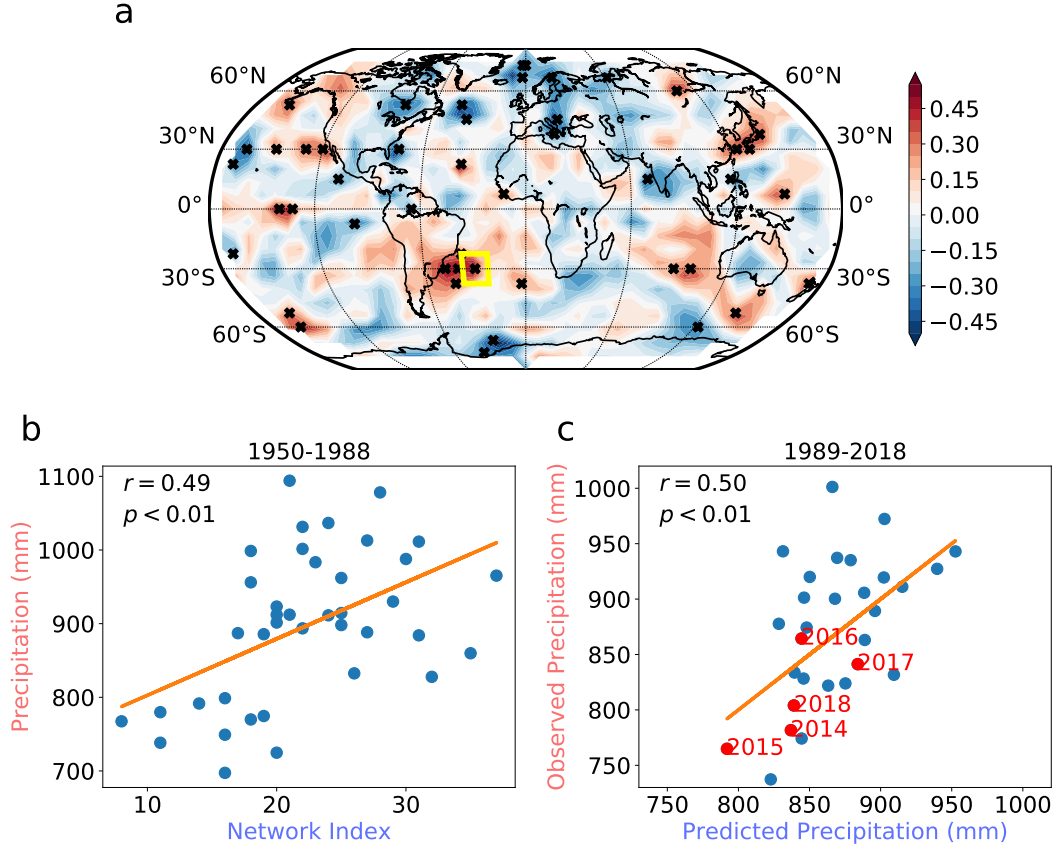 a
60°N 60°N
30°N 30°N
0° 0°
30°S 30°S
60°S 60°S
0.45
0.30
0.15
0.00
−0.15
−0.30
−0.45
b
1950-1988
r = 0.49
p < 0.01
1100
1000
900
800
700
Precipitation (mm)
10 20 30
Network Index
c
1989-2018
r = 0.50
p < 0.01
1000
950
900
850
800
750
Observed Precipitation (mm)
2016
2017
2018
2014
2015
750 800 850 900 950 1000
Predicted Precipitation (mm)